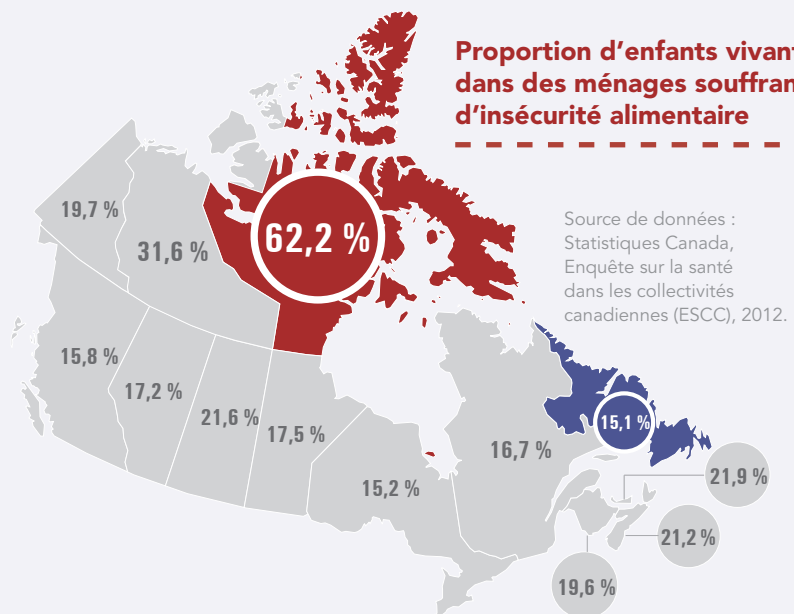 Proportion d'enfants vivant
dans des ménages souffran
d'insécurité alimentaire
Source de données :
Statistiques Canada,
Enquête sur la santé
dans les collectivités
canadiennes (ESCC), 2012.
19,7 %
31,6 %
62,2 %
15,8 %
17,2 %
21,6 %
17,5 %
15,2 %
16,7 %
15,1 %
21,9 %
21,2 %
19,6 %